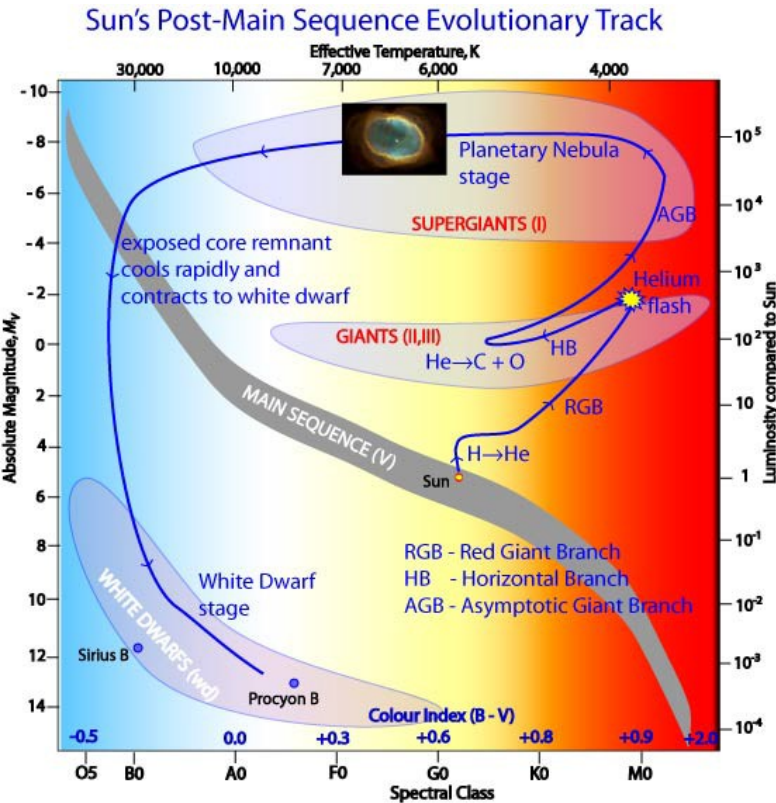 Sun's Post-Main Sequence Evolutionary Track
Effective Temperature, K
30,000 10,000 7,000 6,000 4,000
-10
-8
-6
-4
-2
0
2
4
6
8
10
12
14
Absolute Magnitude, Mv
10⁵
10⁴
10³
10²
10
1
10⁻¹
10⁻²
10⁻³
10⁻⁴
Luminosity compared to Sun
Planetary Nebula
stage
SUPERGIANTS (I)
AGB
exposed core remnant
cools rapidly and
contracts to white dwarf
Helium
flash
GIANTS (II,III)
HB
He→C + O
RGB
MAIN SEQUENCE (V)
H→He
Sun
RGB - Red Giant Branch
HB - Horizontal Branch
AGB - Asymptotic Giant Branch
White Dwarf
stage
WHITE DWARFS (wd)
Sirius B
Procyon B
Colour Index (B - V)
-0.5 0.0 +0.3 +0.6 +0.8 +0.9 +2.0
O5 B0 A0 F0 G0 K0 M0
Spectral Class